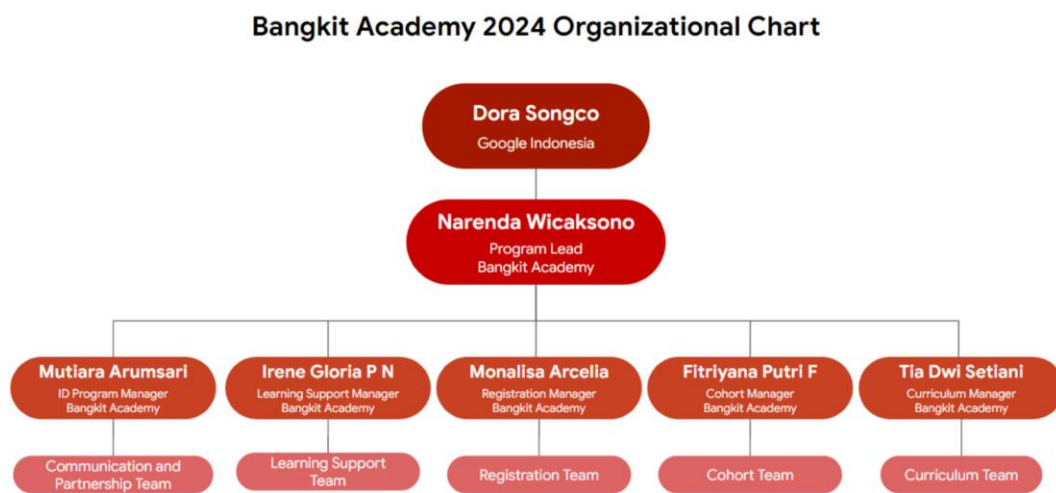 Bangkit Academy 2024 Organizational Chart
Dora Songco
Google Indonesia
Narenda Wicaksono
Program Lead
Bangkit Academy
Mutiara Arumsari
ID Program Manager
Bangkit Academy
Irene Gloria P N
Learning Support Manager
Bangkit Academy
Monalisa Arcelia
Registration Manager
Bangkit Academy
Fitriyana Putri F
Cohort Manager
Bangkit Academy
Tia Dwi Setiani
Curriculum Manager
Bangkit Academy
Communication and
Partnership Team
Learning Support
Team
Registration Team
Cohort Team
Curriculum Team